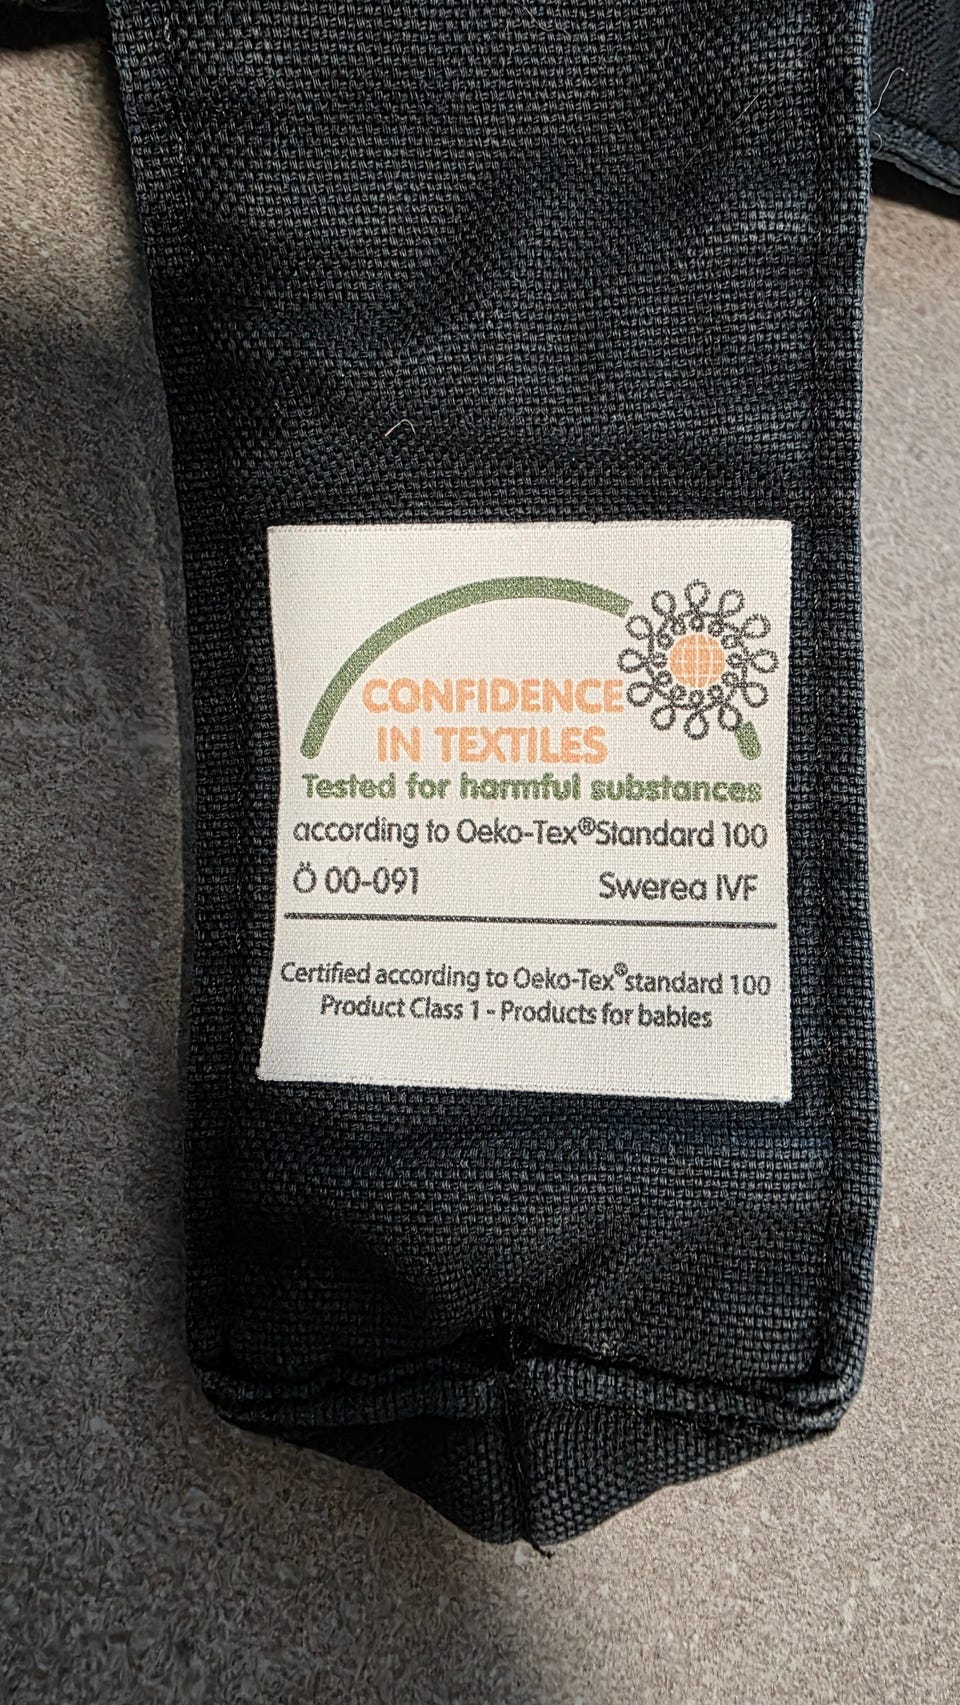 CONFIDENCE
IN TEXTILES
Tested for harmful substances
according to Oeko-Tex®Standard 100
Ö 00-091 Swerea IVF
Certified according to Oeko-Tex®standard 100
Product Class 1 - Products for babies